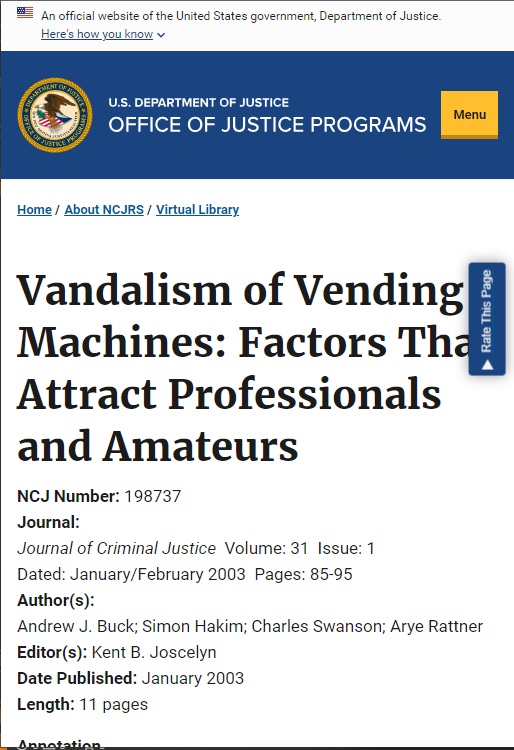 An official website of the United States government, Department of Justice.
Here's how you know
U.S. DEPARTMENT OF JUSTICE
OFFICE OF JUSTICE PROGRAMS
Menu
Home / About NCJRS / Virtual Library
Vandalism of Vending
Machines: Factors Tha
Attract Professionals
and Amateurs
Rate This Page
NCJ Number: 198737
Journal:
Journal of Criminal Justice Volume: 31 Issue: 1
Dated: January/February 2003 Pages: 85-95
Author(s):
Andrew J. Buck; Simon Hakim; Charles Swanson; Arye Rattner
Editor(s): Kent B. Joscelyn
Date Published: January 2003
Length: 11 pages
Annotation